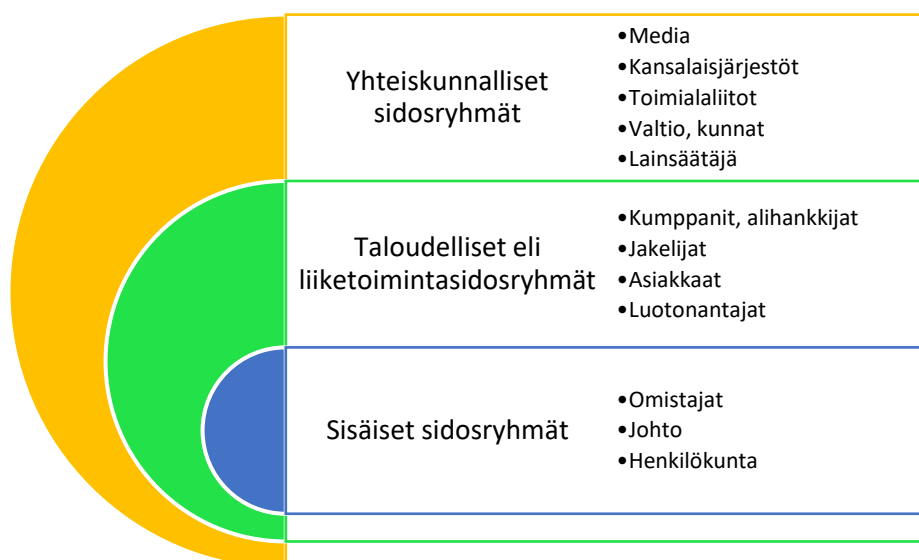 Yhteiskunnalliset
sidosryhmät
•Media
•Kansalaisjärjestöt
•Toimialaliitot
•Valtio, kunnat
•Lainsäätäjä
Taloudelliset eli
liiketoimintasidosryhmät
•Kumppanit, alihankkijat
•Jakelijat
•Asiakkaat
•Luotonantajat
Sisäiset sidosryhmät
•Omistajat
•Johto
•Henkilökunta